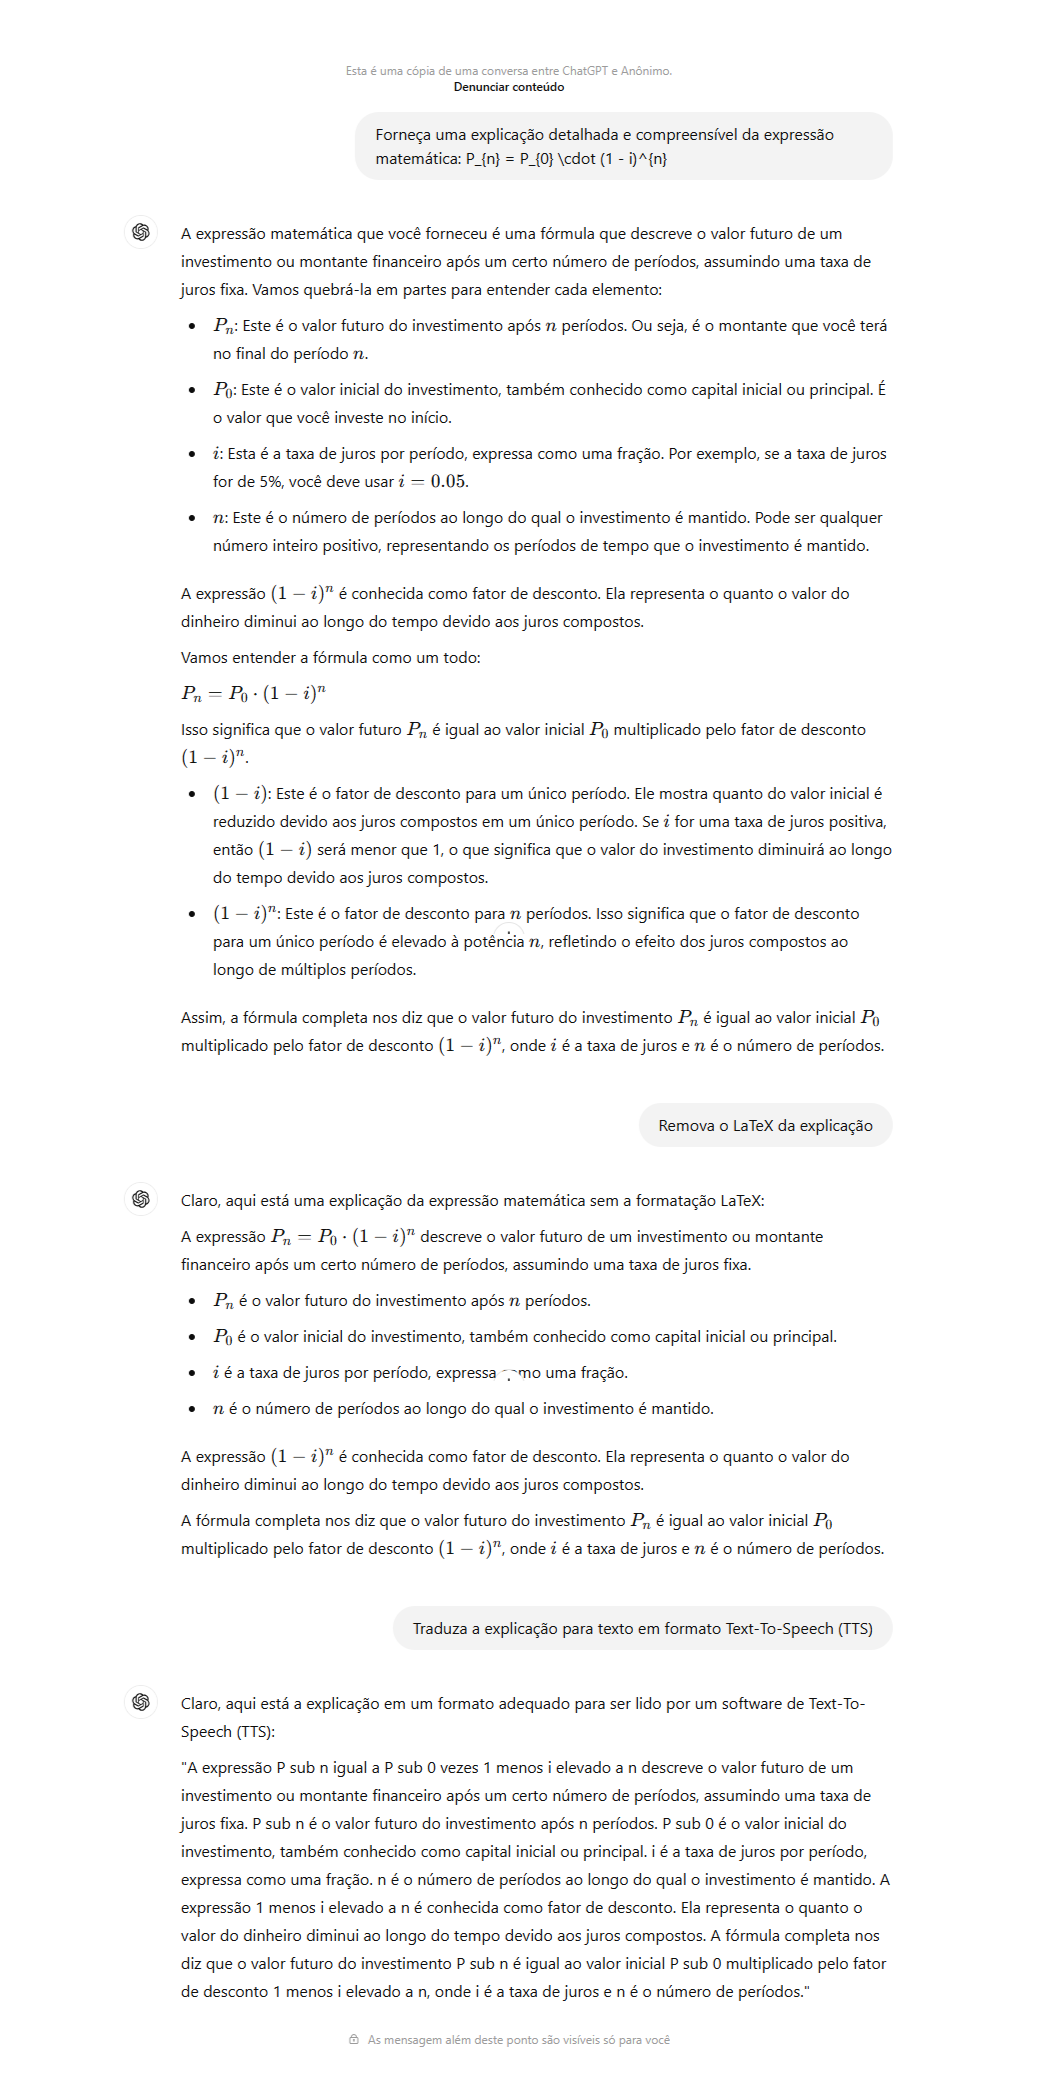 Esta é uma cópia de uma conversa entre ChatGPT e Anônimo.
Denunciar conteúdo
Forneça uma explicação detalhada e compreensível da expressão
matemática: P_{n} = P_{0} \cdot (1 - i)^{n}
A expressão matemática que você forneceu é uma fórmula que descreve o valor futuro de um
investimento ou montante financeiro após um certo número de períodos, assumindo uma taxa de
juros fixa. Vamos quebrá-la em partes para entender cada elemento:
• Pₙ: Este é o valor futuro do investimento após n períodos. Ou seja, é o montante que você terá
no final do período n.
• P₀: Este é o valor inicial do investimento, também conhecido como capital inicial ou principal. É
o valor que você investe no início.
• i: Esta é a taxa de juros por período, expressa como uma fração. Por exemplo, se a taxa de juros
for de 5%, você deve usar i = 0.05.
• n: Este é o número de períodos ao longo do qual o investimento é mantido. Pode ser qualquer
número inteiro positivo, representando os períodos de tempo que o investimento é mantido.
A expressão (1 − i)ⁿ é conhecida como fator de desconto. Ela representa o quanto o valor do
dinheiro diminui ao longo do tempo devido aos juros compostos.
Vamos entender a fórmula como um todo:
Pₙ = P₀ · (1 − i)ⁿ
Isso significa que o valor futuro Pₙ é igual ao valor inicial P₀ multiplicado pelo fator de desconto
(1 − i)ⁿ.
• (1 − i): Este é o fator de desconto para um único período. Ele mostra quanto do valor inicial é
reduzido devido aos juros compostos em um único período. Se i for uma taxa de juros positiva,
então (1 − i) será menor que 1, o que significa que o valor do investimento diminuirá ao longo
do tempo devido aos juros compostos.
• (1 − i)ⁿ: Este é o fator de desconto para n períodos. Isso significa que o fator de desconto
para um único período é elevado à potência n, refletindo o efeito dos juros compostos ao
longo de múltiplos períodos.
Assim, a fórmula completa nos diz que o valor futuro do investimento Pₙ é igual ao valor inicial P₀
multiplicado pelo fator de desconto (1 − i)ⁿ, onde i é a taxa de juros e n é o número de períodos.
Remova o LaTeX da explicação
Claro, aqui está uma explicação da expressão matemática sem a formatação LaTeX:
A expressão Pₙ = P₀ · (1 − i)ⁿ descreve o valor futuro de um investimento ou montante
financeiro após um certo número de períodos, assumindo uma taxa de juros fixa.
• Pₙ é o valor futuro do investimento após n períodos.
• P₀ é o valor inicial do investimento, também conhecido como capital inicial ou principal.
• i é a taxa de juros por período, expressa como uma fração.
• n é o número de períodos ao longo do qual o investimento é mantido.
A expressão (1 − i)ⁿ é conhecida como fator de desconto. Ela representa o quanto o valor do
dinheiro diminui ao longo do tempo devido aos juros compostos.
A fórmula completa nos diz que o valor futuro do investimento Pₙ é igual ao valor inicial P₀
multiplicado pelo fator de desconto (1 − i)ⁿ, onde i é a taxa de juros e n é o número de períodos.
Traduza a explicação para texto em formato Text-To-Speech (TTS)
Claro, aqui está a explicação em um formato adequado para ser lido por um software de Text-To-
Speech (TTS):
"A expressão P sub n igual a P sub 0 vezes 1 menos i elevado a n descreve o valor futuro de um
investimento ou montante financeiro após um certo número de períodos, assumindo uma taxa de
juros fixa. P sub n é o valor futuro do investimento após n períodos. P sub 0 é o valor inicial do
investimento, também conhecido como capital inicial ou principal. i é a taxa de juros por período,
expressa como uma fração. n é o número de períodos ao longo do qual o investimento é mantido. A
expressão 1 menos i elevado a n é conhecida como fator de desconto. Ela representa o quanto o
valor do dinheiro diminui ao longo do tempo devido aos juros compostos. A fórmula completa nos
diz que o valor futuro do investimento P sub n é igual ao valor inicial P sub 0 multiplicado pelo fator
de desconto 1 menos i elevado a n, onde i é a taxa de juros e n é o número de períodos."
As mensagem além deste ponto são visíveis só para você